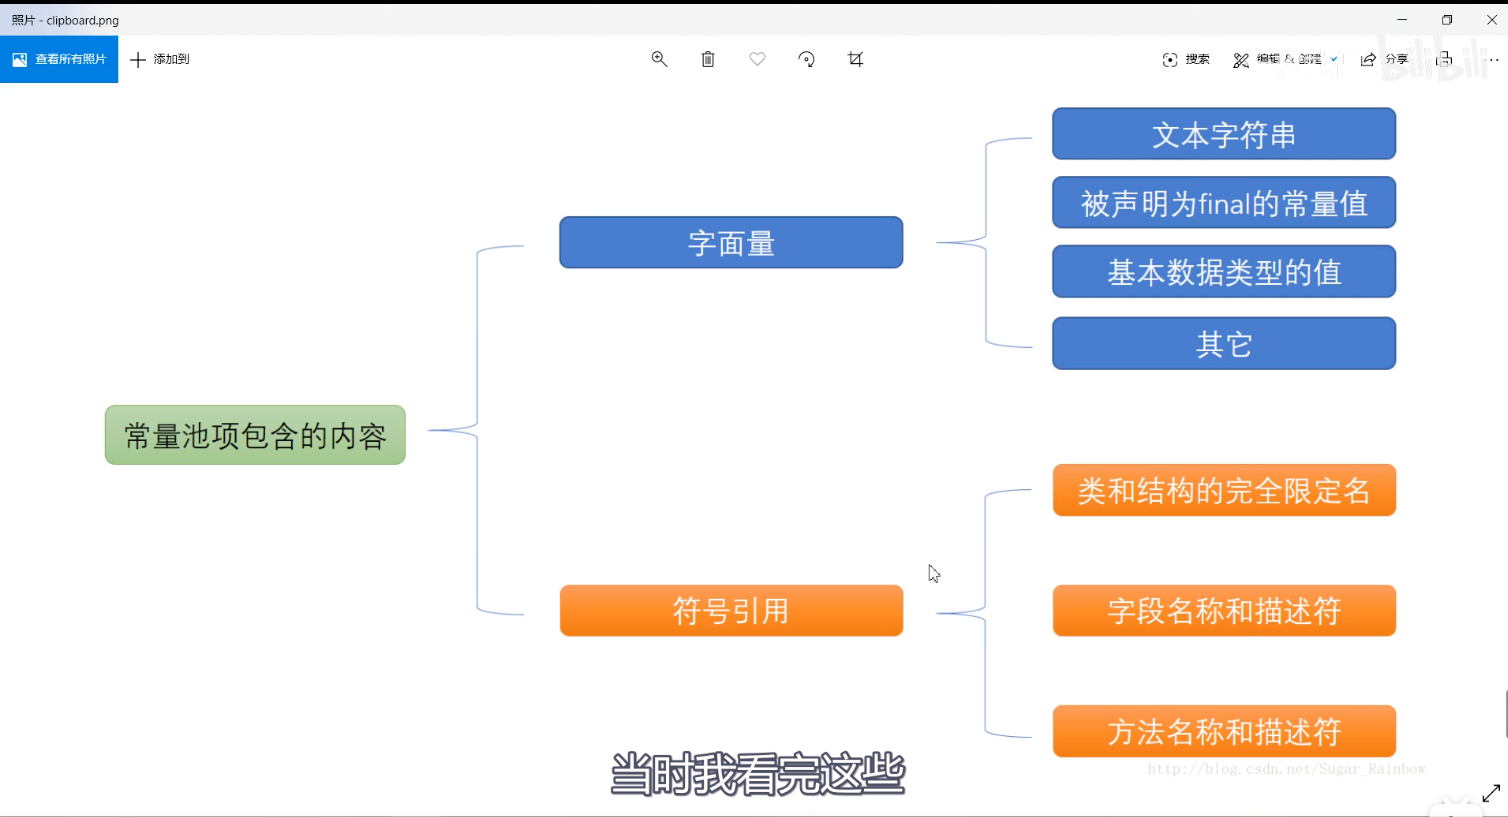 照片 - clipboard.png
查看所有照片
添加到
搜索
编辑 & 创建
分享
bilibili
文本字符串
被声明为final的常量值
字面量
基本数据类型的值
其它
常量池项包含的内容
类和结构的完全限定名
符号引用
字段名称和描述符
方法名称和描述符
当时我看完这些
http://blog.csdn.net/Sugar_Rainbow